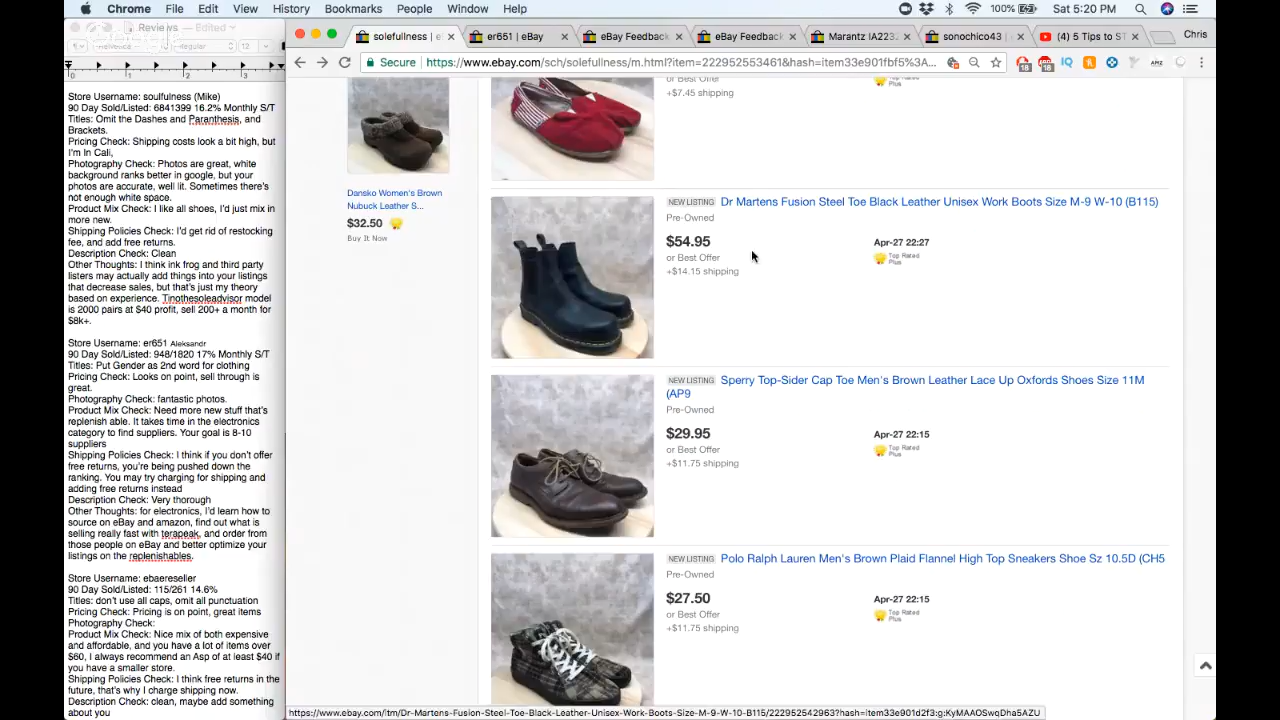 Chrome File Edit View History Bookmarks People Window Help
100% Sat 5:20 PM
Reviews — Edited
Helvetica Regular 12
0 1 2 3
Store Username: soulfulness (Mike)
90 Day Sold/Listed: 6841399 16.2% Monthly S/T
Titles: Omit the Dashes and Paranthesis, and
Brackets.
Pricing Check: Shipping costs look a bit high, but
I'm In Cali,
Photography Check: Photos are great, white
background ranks better in google, but your
photos are accurate, well lit. Sometimes there's
not enough white space.
Product Mix Check: I like all shoes, I'd just mix in
more new.
Shipping Policies Check: I'd get rid of restocking
fee, and add free returns.
Description Check: Clean
Other Thoughts: I think ink frog and third party
listers may actually add things into your listings
that decrease sales, but that's just my theory
based on experience. Tinothesoleadvisor model
is 2000 pairs at $40 profit, sell 200+ a month for
$8k+.
Store Username: er651 Aleksandr
90 Day Sold/Listed: 948/1820 17% Monthly S/T
Titles: Put Gender as 2nd word for clothing
Pricing Check: Looks on point, sell through is
great.
Photography Check: fantastic photos.
Product Mix Check: Need more new stuff that's
replenish able. It takes time in the electronics
category to find suppliers. Your goal is 8-10
suppliers
Shipping Policies Check: I think if you don't offer
free returns, you're being pushed down the
ranking. You may try charging for shipping and
adding free returns instead
Description Check: Very thorough
Other Thoughts: for electronics, I'd learn how to
source on eBay and amazon, find out what is
selling really fast with terapeak, and order from
those people on eBay and better optimize your
listings on the replenishables.
Store Username: ebaereseller
90 Day Sold/Listed: 115/261 14.6%
Titles: don't use all caps, omit all punctuation
Pricing Check: Pricing is on point, great items
Photography Check:
Product Mix Check: Nice mix of both expensive
and affordable, and you have a lot of items over
$60, I always recommend an Asp of at least $40 if
you have a smaller store.
Shipping Policies Check: I think free returns in the
future, that's why I charge shipping now.
Description Check: clean, maybe add something
about you
solefullness | e
er651 | eBay
eBay Feedback
eBay Feedback
Marantz IAZ23
sonochico43 |
(4) 5 Tips to ST
Chris
Secure https://www.ebay.com/sch/solefullness/m.html?item=222952553461&hash=item33e901fbf5%3A...
18 18 IQ AMZ
Dansko Women's Brown
Nubuck Leather S...
$32.50
Buy It Now
or Best Offer
+$7.45 shipping
Top Rated
Plus
NEW LISTING Dr Martens Fusion Steel Toe Black Leather Unisex Work Boots Size M-9 W-10 (B115)
Pre-Owned
$54.95
or Best Offer
+$14.15 shipping
Apr-27 22:27
Top Rated
Plus
NEW LISTING Sperry Top-Sider Cap Toe Men's Brown Leather Lace Up Oxfords Shoes Size 11M
(AP9
Pre-Owned
$29.95
or Best Offer
+$11.75 shipping
Apr-27 22:15
Top Rated
Plus
NEW LISTING Polo Ralph Lauren Men's Brown Plaid Flannel High Top Sneakers Shoe Sz 10.5D (CH5
Pre-Owned
$27.50
or Best Offer
+$11.75 shipping
Apr-27 22:15
Top Rated
Plus
https://www.ebay.com/itm/Dr-Martens-Fusion-Steel-Toe-Black-Leather-Unisex-Work-Boots-Size-M-9-W-10-B115/222952542963?hash=item33e901d2f3:g:KyMAAOSwqDha5AZU